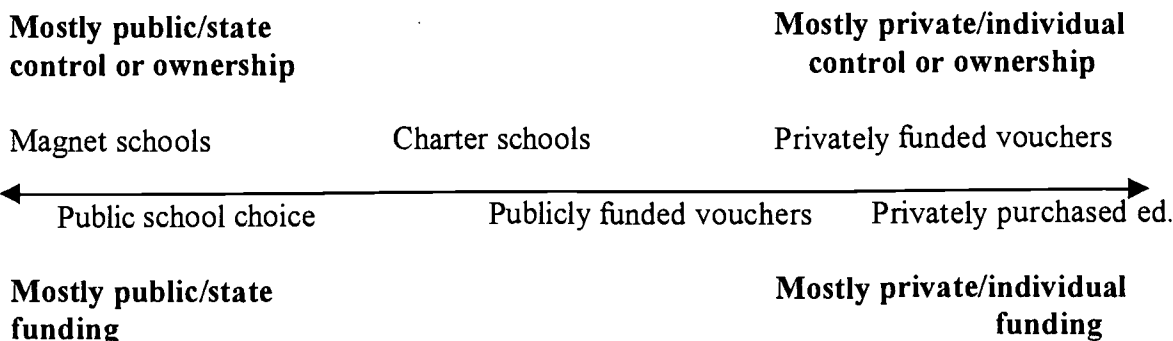 Mostly public/state
control or ownership
Mostly private/individual
control or ownership
Magnet schools
Charter schools
Privately funded vouchers
Public school choice
Publicly funded vouchers
Privately purchased ed.
Mostly public/state
funding
Mostly private/individual
funding